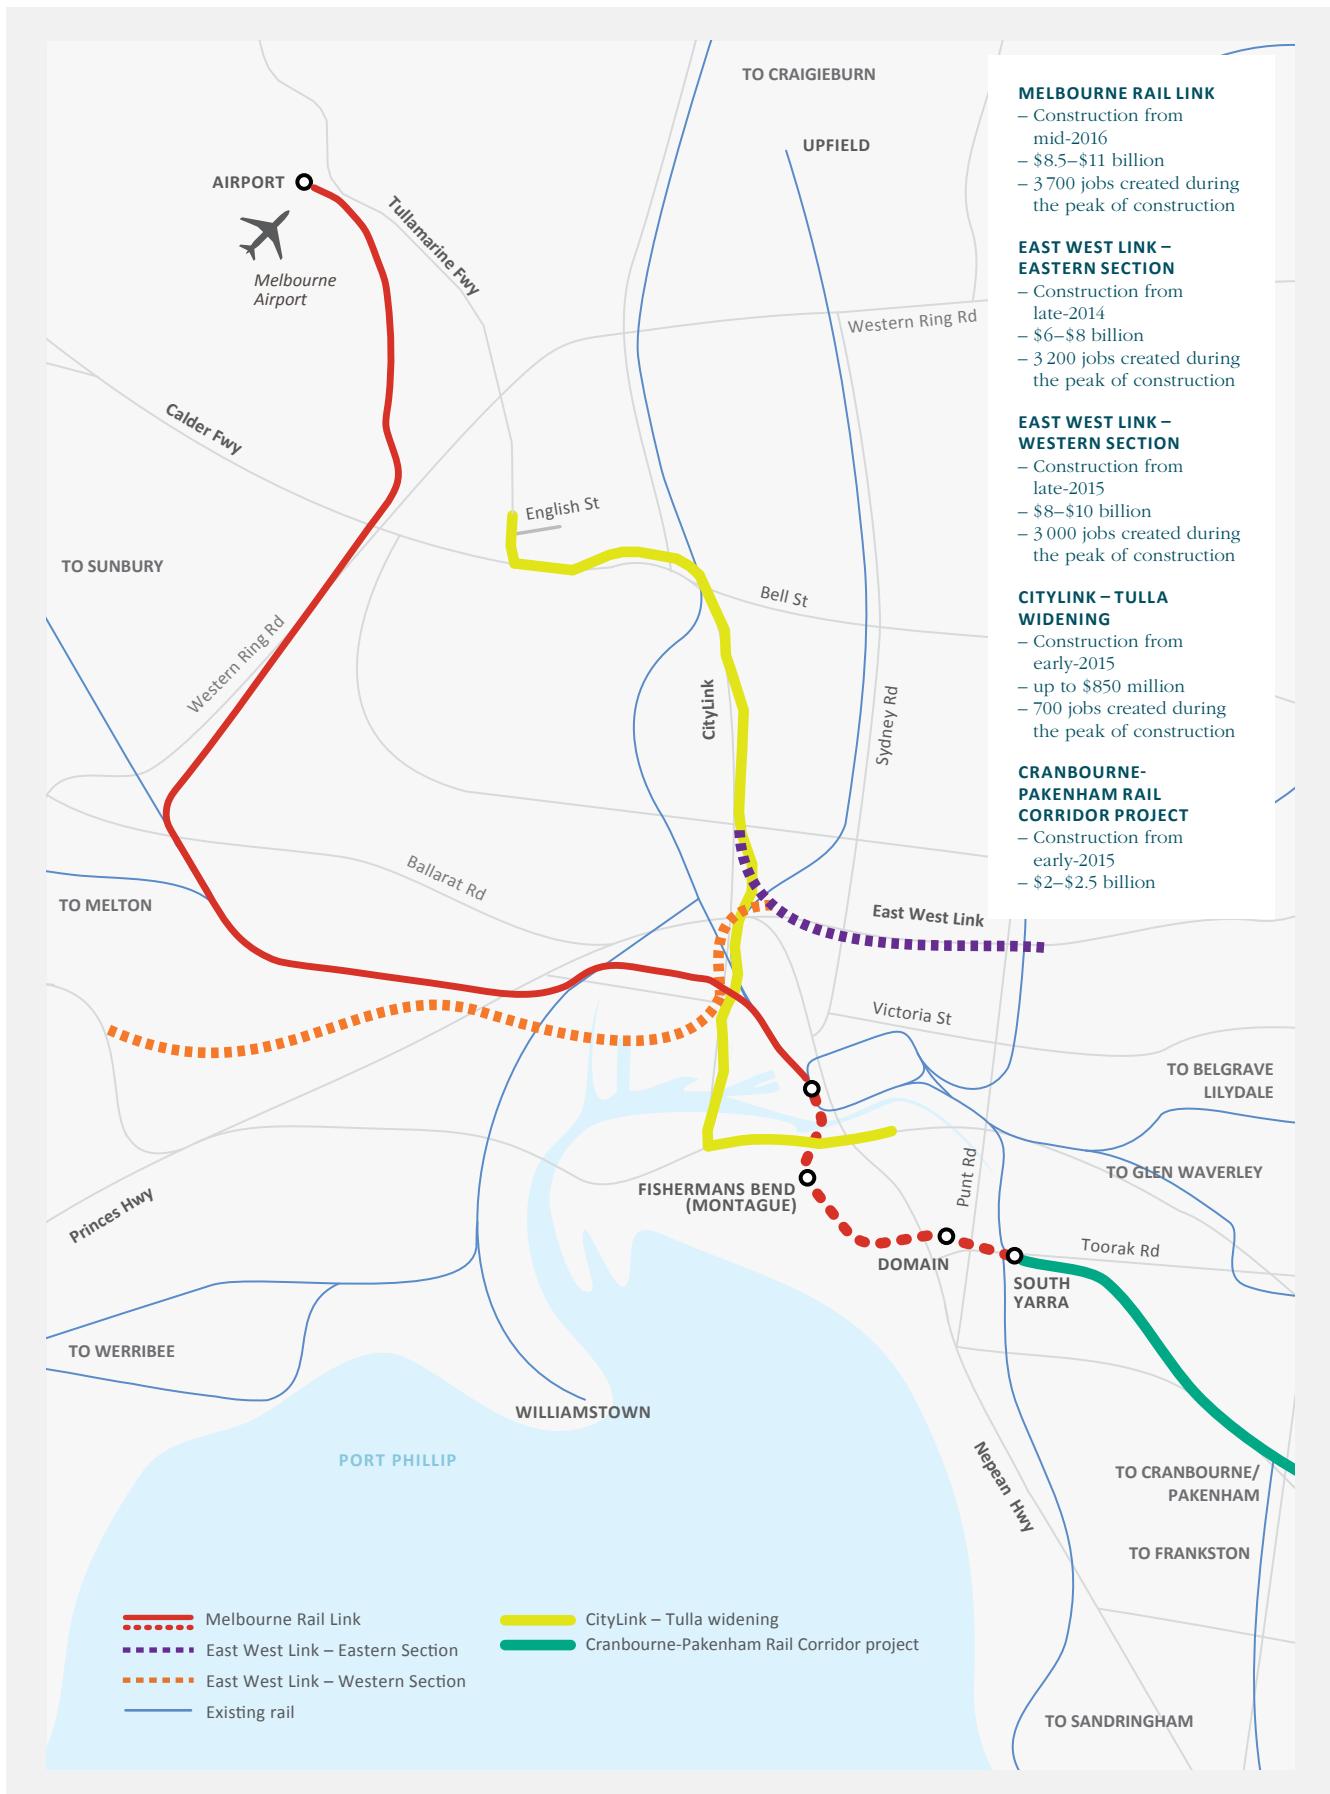 TO CRAIGIEBURN
UPFIELD
AIRPORT
Tullamarine Fwy
Melbourne
Airport
Western Ring Rd
Calder Fwy
English St
TO SUNBURY
Bell St
Western Ring Rd
CityLink
Sydney Rd
Ballarat Rd
TO MELTON
East West Link
Victoria St
TO BELGRAVE
LILYDALE
Punt Rd
TO GLEN WAVERLEY
FISHERMANS BEND
(MONTAGUE)
Princes Hwy
DOMAIN
Toorak Rd
SOUTH
YARRA
TO WERRIBEE
WILLIAMSTOWN
PORT PHILLIP
Nepean Hwy
TO CRANBOURNE/
PAKENHAM
TO FRANKSTON
TO SANDRINGHAM
MELBOURNE RAIL LINK
– Construction from
mid-2016
– $8.5–$11 billion
– 3 700 jobs created during
the peak of construction
EAST WEST LINK –
EASTERN SECTION
– Construction from
late-2014
– $6–$8 billion
– 3 200 jobs created during
the peak of construction
EAST WEST LINK –
WESTERN SECTION
– Construction from
late-2015
– $8–$10 billion
– 3 000 jobs created during
the peak of construction
CITYLINK – TULLA
WIDENING
– Construction from
early-2015
– up to $850 million
– 700 jobs created during
the peak of construction
CRANBOURNE-
PAKENHAM RAIL
CORRIDOR PROJECT
– Construction from
early-2015
– $2–$2.5 billion
Melbourne Rail Link
East West Link – Eastern Section
East West Link – Western Section
Existing rail
CityLink – Tulla widening
Cranbourne-Pakenham Rail Corridor project